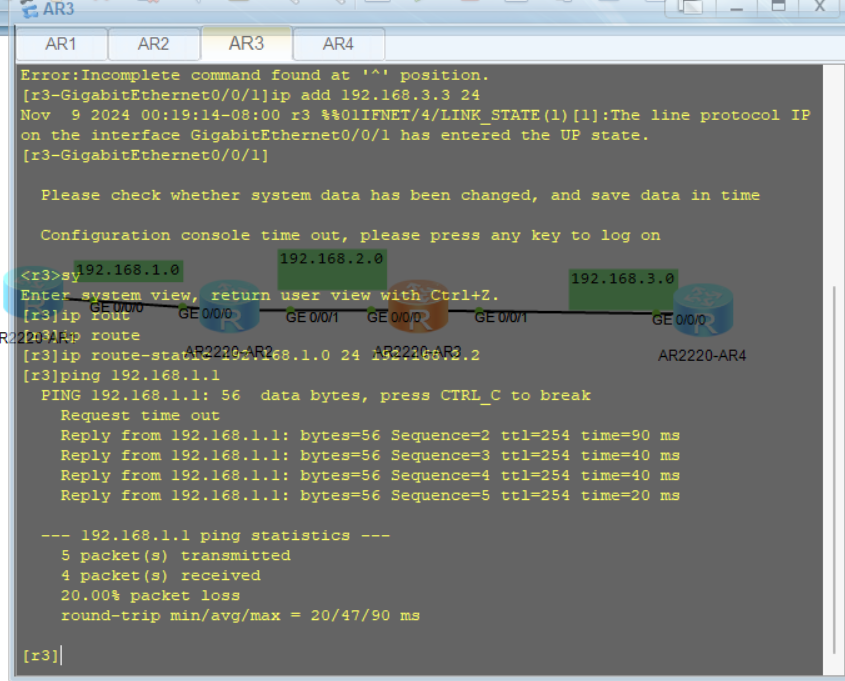 AR3
AR1 AR2 AR3 AR4
Error:Incomplete command found at '^' position.
[r3-GigabitEthernet0/0/1]ip add 192.168.3.3 24
Nov  9 2024 00:19:14-08:00 r3 %%01IFNET/4/LINK_STATE(l)[1]:The line protocol IP
on the interface GigabitEthernet0/0/1 has entered the UP state.
[r3-GigabitEthernet0/0/1]
Please check whether system data has been changed, and save data in time
Configuration console time out, please press any key to log on
192.168.1.0
192.168.2.0
192.168.3.0
<r3>sy
Enter system view, return user view with Ctrl+Z.
[r3]ip rout
GE 0/0/0 GE 0/0/0 GE 0/0/1 GE 0/0/0 GE 0/0/1 GE 0/0/0
[r3]ip route
[r3]ip route-static 192.168.1.0 24 192.168.2.2
AR2220-AR1 AR2220-AR2 AR2220-AR3 AR2220-AR4
[r3]ping 192.168.1.1
PING 192.168.1.1: 56  data bytes, press CTRL_C to break
Request time out
Reply from 192.168.1.1: bytes=56 Sequence=2 ttl=254 time=90 ms
Reply from 192.168.1.1: bytes=56 Sequence=3 ttl=254 time=40 ms
Reply from 192.168.1.1: bytes=56 Sequence=4 ttl=254 time=40 ms
Reply from 192.168.1.1: bytes=56 Sequence=5 ttl=254 time=20 ms
--- 192.168.1.1 ping statistics ---
5 packet(s) transmitted
4 packet(s) received
20.00% packet loss
round-trip min/avg/max = 20/47/90 ms
[r3]